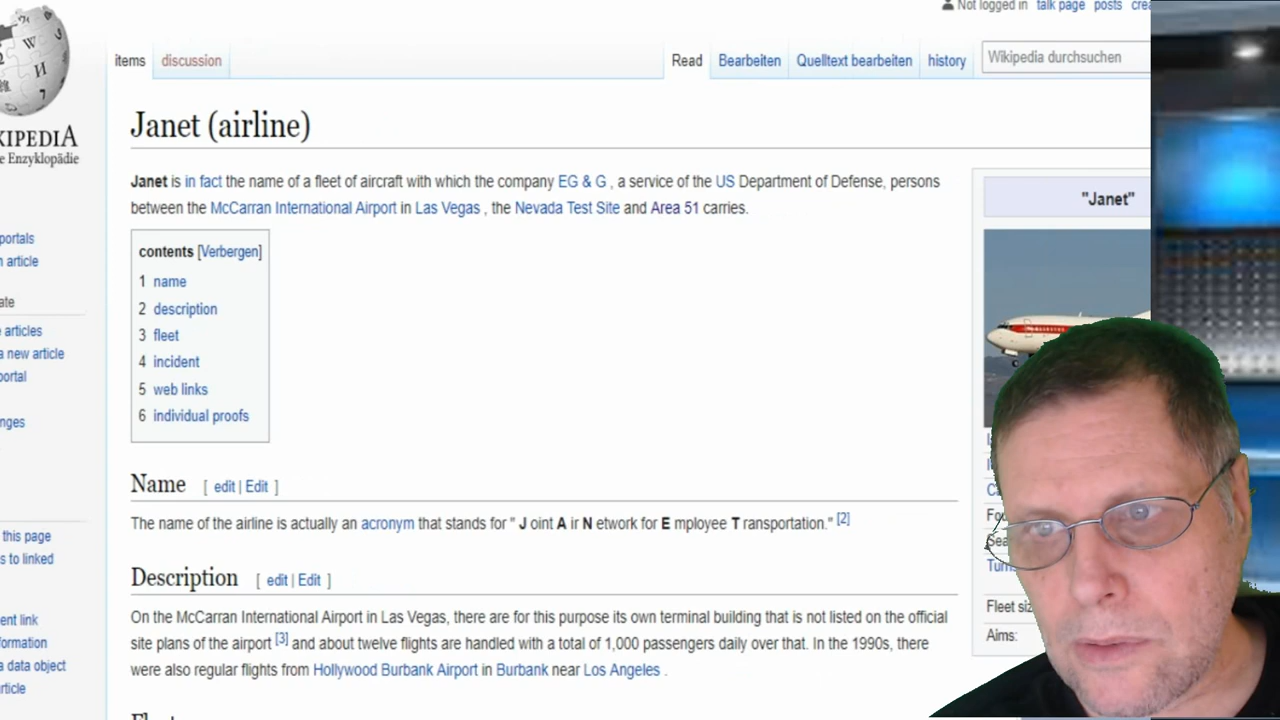 Not logged in talk page posts
items discussion Read Bearbeiten Quelltext bearbeiten history Wikipedia durchsuchen
Janet (airline)
KIPEDIA
e Enzyklopädie
Janet is in fact the name of a fleet of aircraft with which the company EG & G , a service of the US Department of Defense, persons
between the McCarran International Airport in Las Vegas , the Nevada Test Site and Area 51 carries.
"Janet"
portals
article
contents [Verbergen]
1 name
2 description
3 fleet
4 incident
5 web links
6 individual proofs
articles
a new article
portal
Name [ edit | Edit ]
The name of the airline is actually an acronym that stands for " J oint A ir N etwork for E mployee T ransportation." [2]
this page
s to linked
Description [ edit | Edit ]
Fleet
Aims:
On the McCarran International Airport in Las Vegas, there are for this purpose its own terminal building that is not listed on the official
site plans of the airport [3] and about twelve flights are handled with a total of 1,000 passengers daily over that. In the 1990s, there
were also regular flights from Hollywood Burbank Airport in Burbank near Los Angeles .
ent link
formation
a data object
rticle